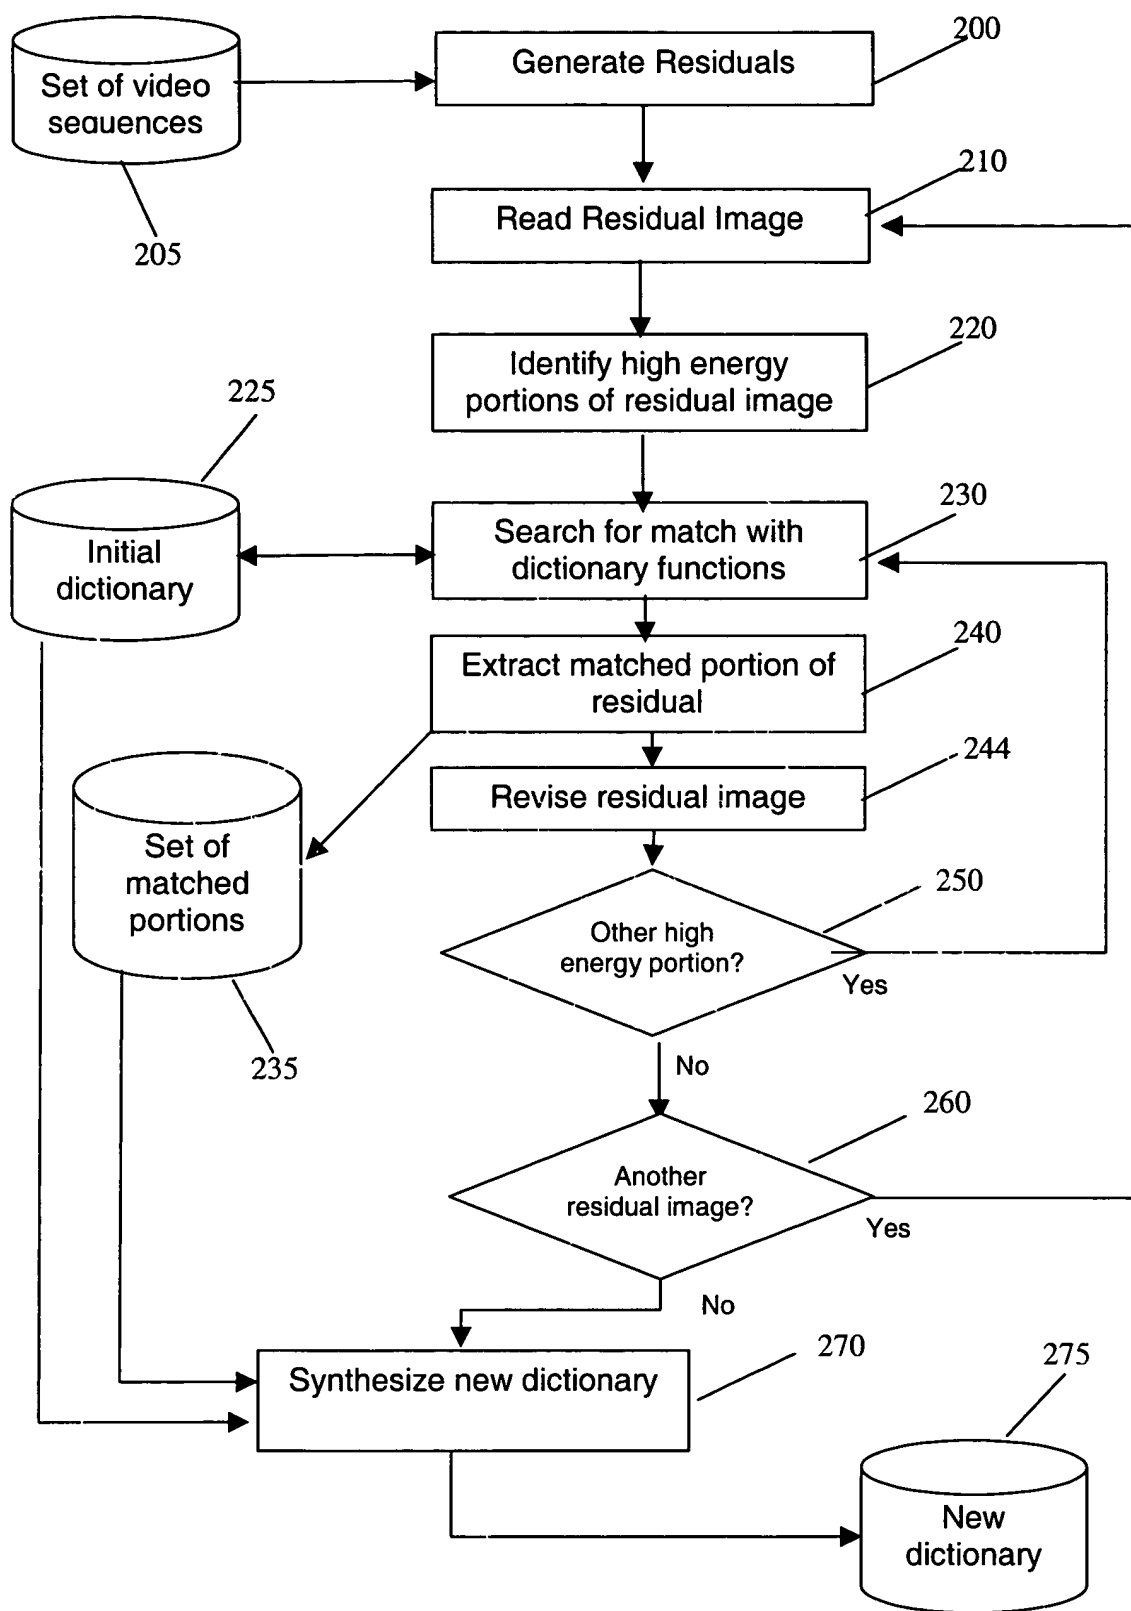 200
Generate Residuals
Set of video
sequences
205
210
Read Residual Image
220
Identify high energy
portions of residual image
225
Initial
dictionary
230
Search for match with
dictionary functions
240
Extract matched portion of
residual
244
Revise residual image
Set of
matched
portions
235
250
Other high
energy portion?
Yes
No
260
Another
residual image?
Yes
No
270
Synthesize new dictionary
275
New
dictionary